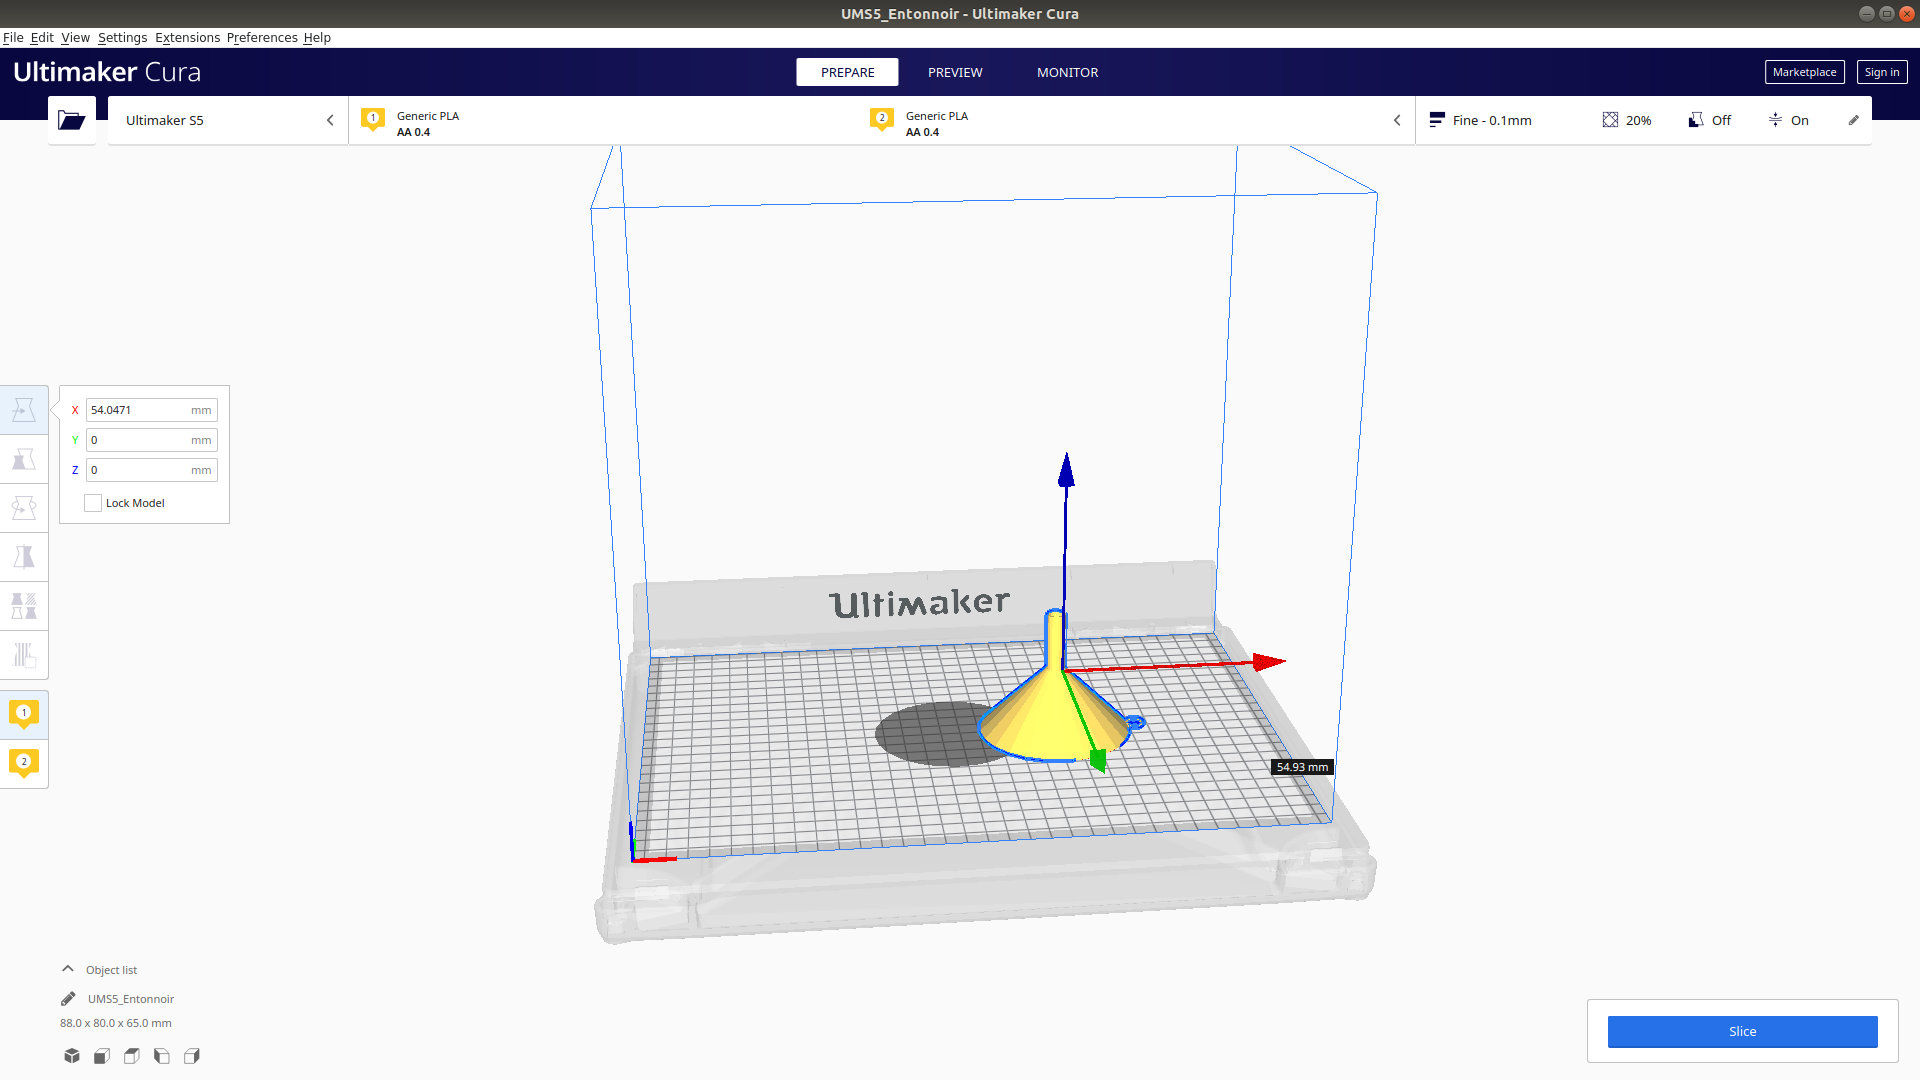 UMS5_Entonnoir - Ultimaker Cura
File Edit View Settings Extensions Preferences Help
Ultimaker Cura
PREPARE PREVIEW MONITOR
Marketplace Sign in
Ultimaker S5
1 Generic PLA
AA 0.4
2 Generic PLA
AA 0.4
Fine - 0.1mm 20% Off On
X 54.0471 mm
Y 0 mm
Z 0 mm
Lock Model
1
2
Ultimaker
54.93 mm
Object list
UMS5_Entonnoir
88.0 x 80.0 x 65.0 mm
Slice